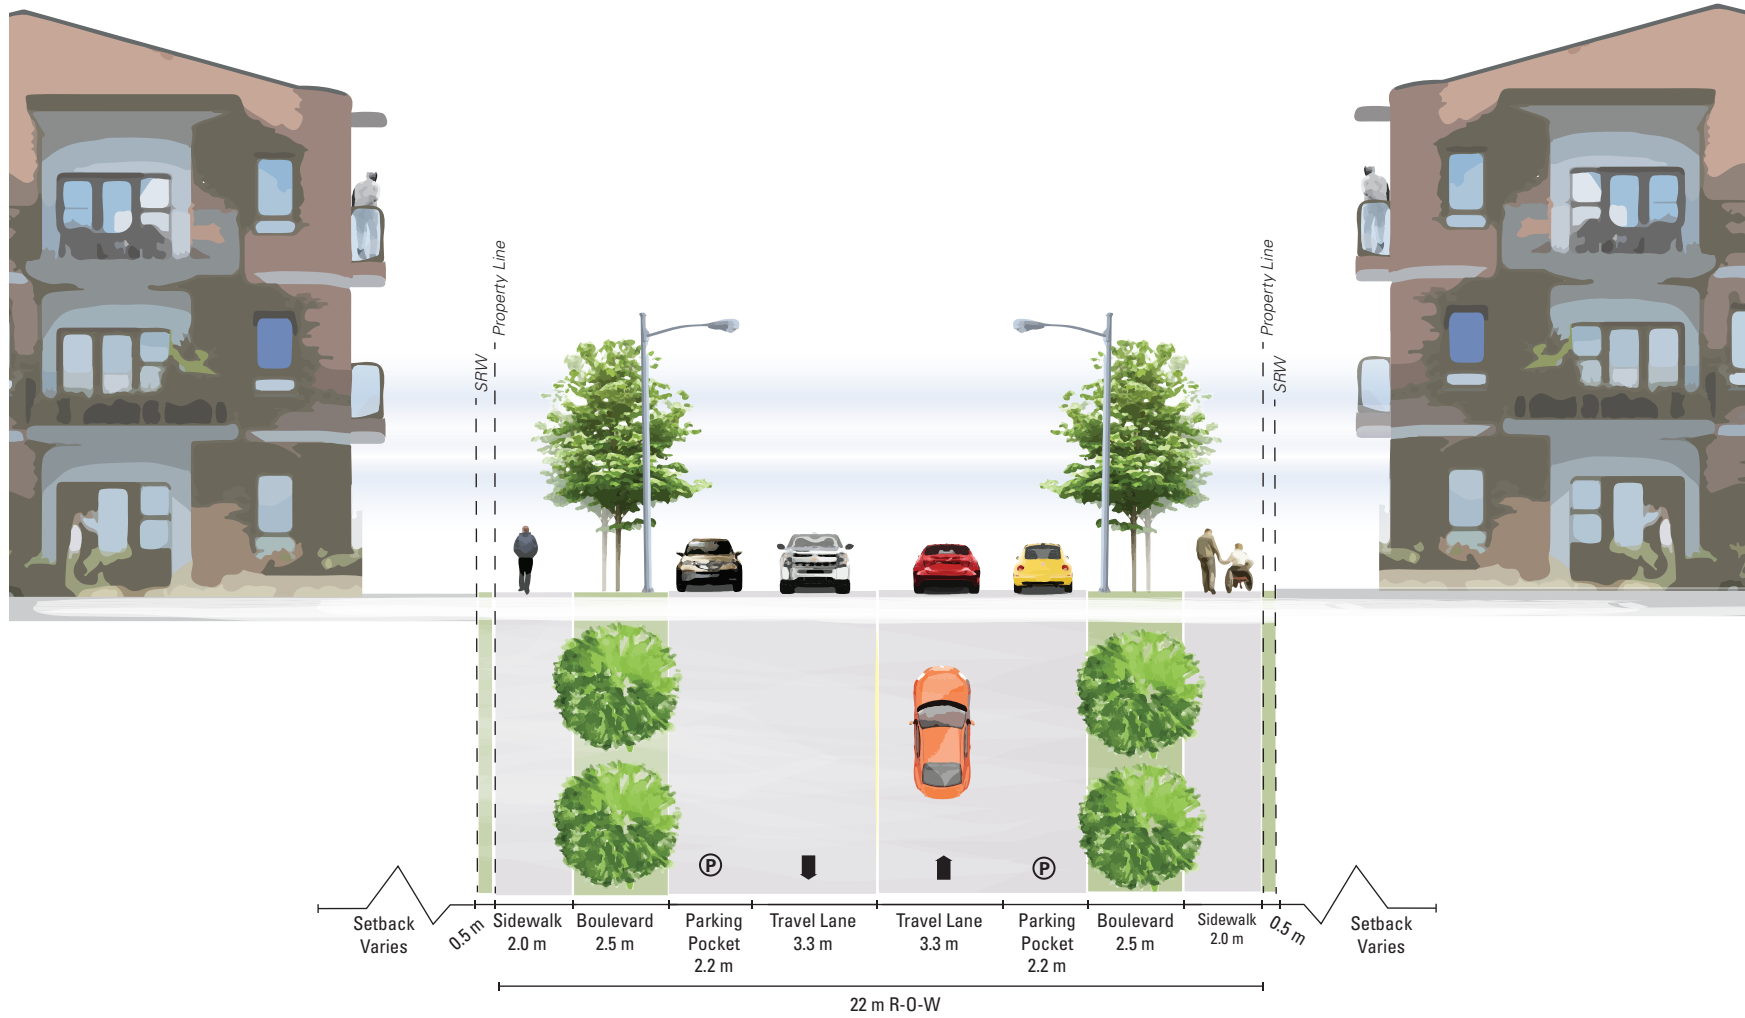 Property Line
SRW
Property Line
SRW
P
P
Setback
Varies
0.5 m
Sidewalk
2.0 m
Boulevard
2.5 m
Parking
Pocket
2.2 m
Travel Lane
3.3 m
Travel Lane
3.3 m
Parking
Pocket
2.2 m
Boulevard
2.5 m
Sidewalk
2.0 m
0.5 m
Setback
Varies
22 m R-O-W